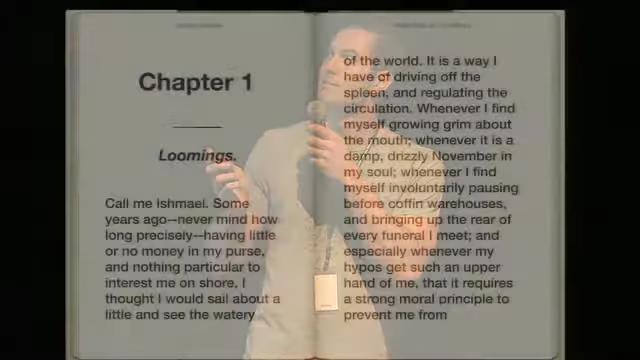 Chapter 1
Loomings.
Call me Ishmael. Some
years ago—never mind how
long precisely—having little
or no money in my purse,
and nothing particular to
interest me on shore, I
thought I would sail about a
little and see the watery
of the world. It is a way I
have of driving off the
spleen, and regulating the
circulation. Whenever I find
myself growing grim about
the mouth; whenever it is a
damp, drizzly November in
my soul; whenever I find
myself involuntarily pausing
before coffin warehouses,
and bringing up the rear of
every funeral I meet; and
especially whenever my
hypos get such an upper
hand of me, that it requires
a strong moral principle to
prevent me from